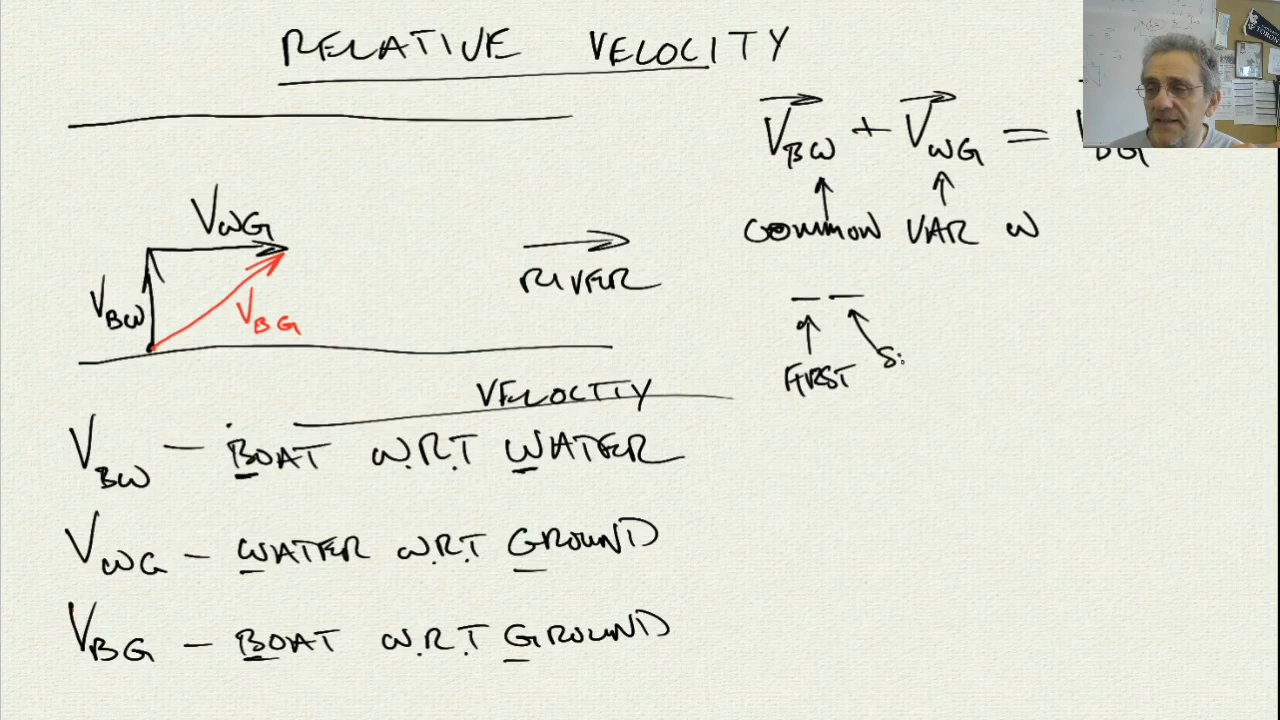 RELATIVE VELOCITY
V_BW + V_WG =
COMMON VAR W
V_WG
V_BW
V_BG
RIVER
FIRST
VELOCITY
V_BW - BOAT W.R.T WATER
V_WG - WATER W.R.T GROUND
V_BG - BOAT W.R.T GROUND